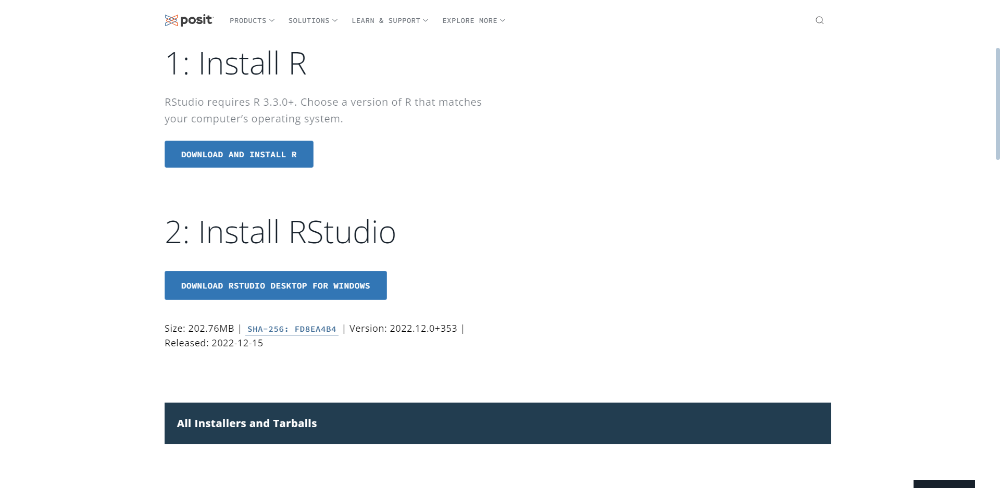 posit
PRODUCTS SOLUTIONS LEARN & SUPPORT EXPLORE MORE
1: Install R
RStudio requires R 3.3.0+. Choose a version of R that matches
your computer’s operating system.
DOWNLOAD AND INSTALL R
2: Install RStudio
DOWNLOAD RSTUDIO DESKTOP FOR WINDOWS
Size: 202.76MB | SHA-256: FD8EA4B4 | Version: 2022.12.0+353 |
Released: 2022-12-15
All Installers and Tarballs